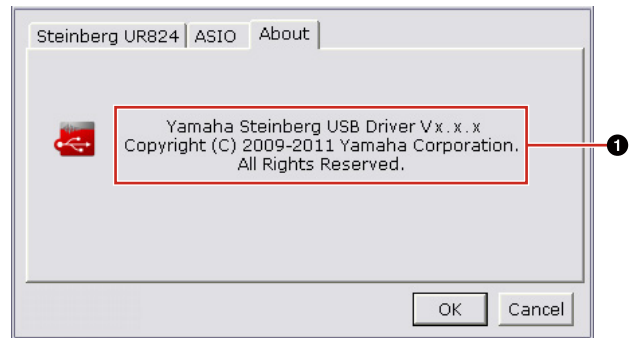 Steinberg UR824 ASIO About
Yamaha Steinberg USB Driver Vx.x.x
Copyright (C) 2009-2011 Yamaha Corporation.
All Rights Reserved.
1
OK Cancel